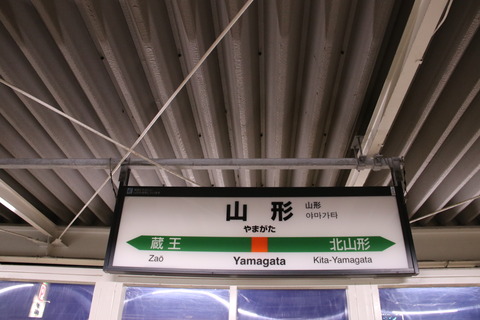 山形 山形
やまがた 야마가타
蔵王 北山形
Zaō Yamagata Kita-Yamagata